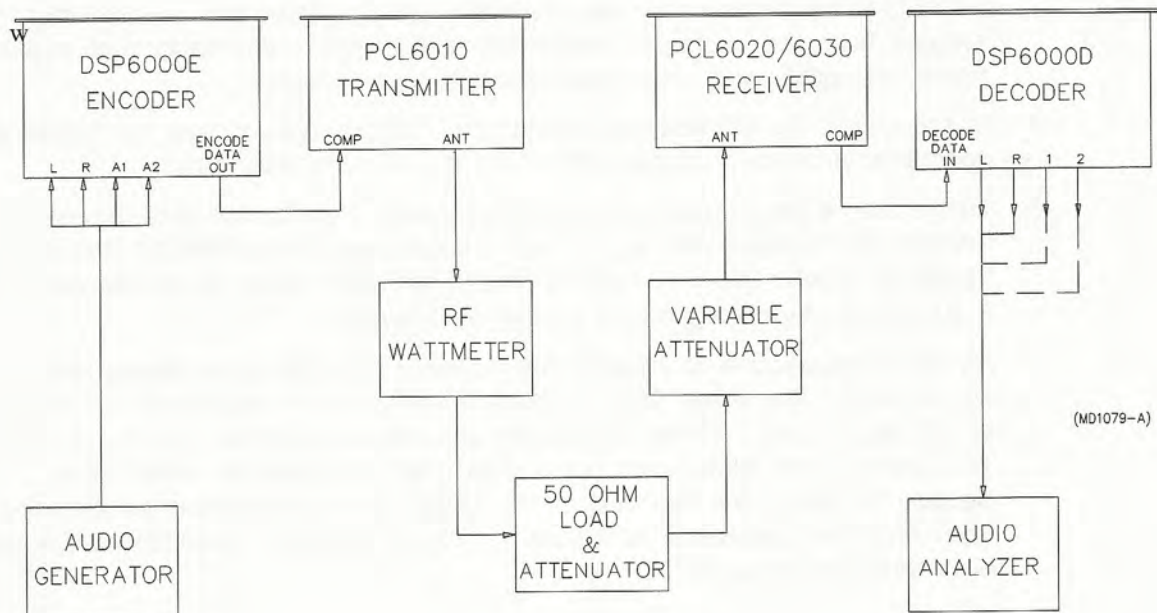 W
DSP6000E
ENCODER
ENCODE
DATA
OUT
L R A1 A2
PCL6010
TRANSMITTER
COMP ANT
PCL6020/6030
RECEIVER
ANT COMP
DSP6000D
DECODER
DECODE
DATA
IN
L R 1 2
RF
WATTMETER
VARIABLE
ATTENUATOR
(MD1079-A)
AUDIO
GENERATOR
50 OHM
LOAD
&
ATTENUATOR
AUDIO
ANALYZER